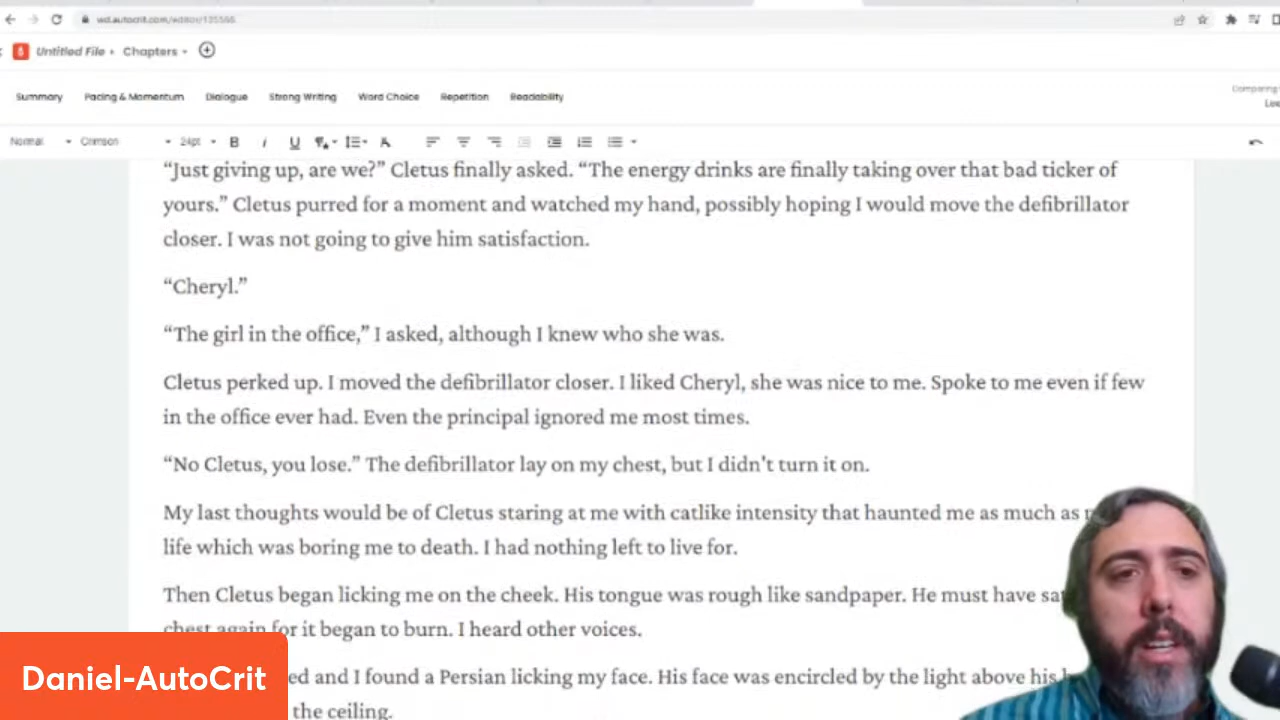 wd.autocrit.com/editor/135566
Untitled File
Chapters
Summary Pacing & Momentum Dialogue Strong Writing Word Choice Repetition Readability
Comparing
Normal Crimson 24pt B i U
“Just giving up, are we?” Cletus finally asked. “The energy drinks are finally taking over that bad ticker of
yours.” Cletus purred for a moment and watched my hand, possibly hoping I would move the defibrillator
closer. I was not going to give him satisfaction.
“Cheryl.”
“The girl in the office,” I asked, although I knew who she was.
Cletus perked up. I moved the defibrillator closer. I liked Cheryl, she was nice to me. Spoke to me even if few
in the office ever had. Even the principal ignored me most times.
“No Cletus, you lose.” The defibrillator lay on my chest, but I didn't turn it on.
My last thoughts would be of Cletus staring at me with catlike intensity that haunted me as much as
life which was boring me to death. I had nothing left to live for.
Then Cletus began licking me on the cheek. His tongue was rough like sandpaper. He must have
chest again for it began to burn. I heard other voices.
and I found a Persian licking my face. His face was encircled by the light above his
the ceiling.
Daniel-AutoCrit